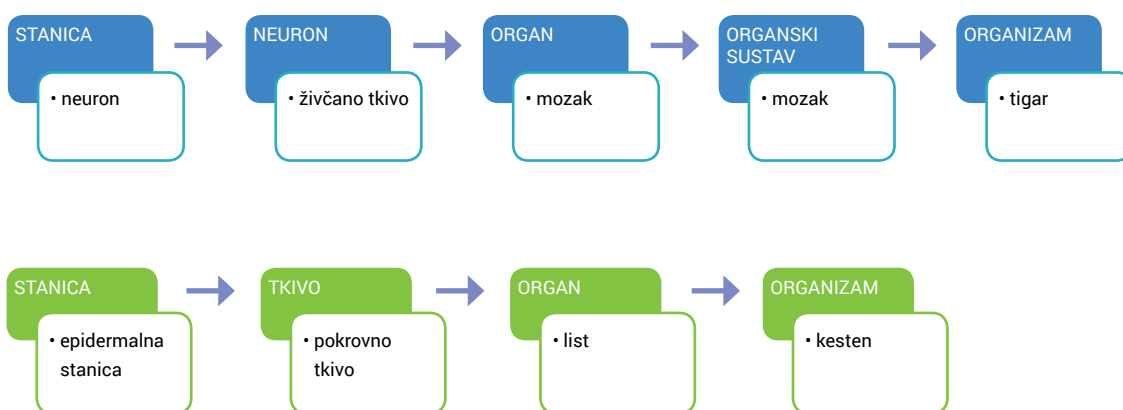 STANICA
• neuron
NEURON
• živčano tkivo
ORGAN
• mozak
ORGANSKI
SUSTAV
• mozak
ORGANIZAM
• tigar
STANICA
• epidermalna
stanica
TKIVO
• pokrovno
tkivo
ORGAN
• list
ORGANIZAM
• kesten